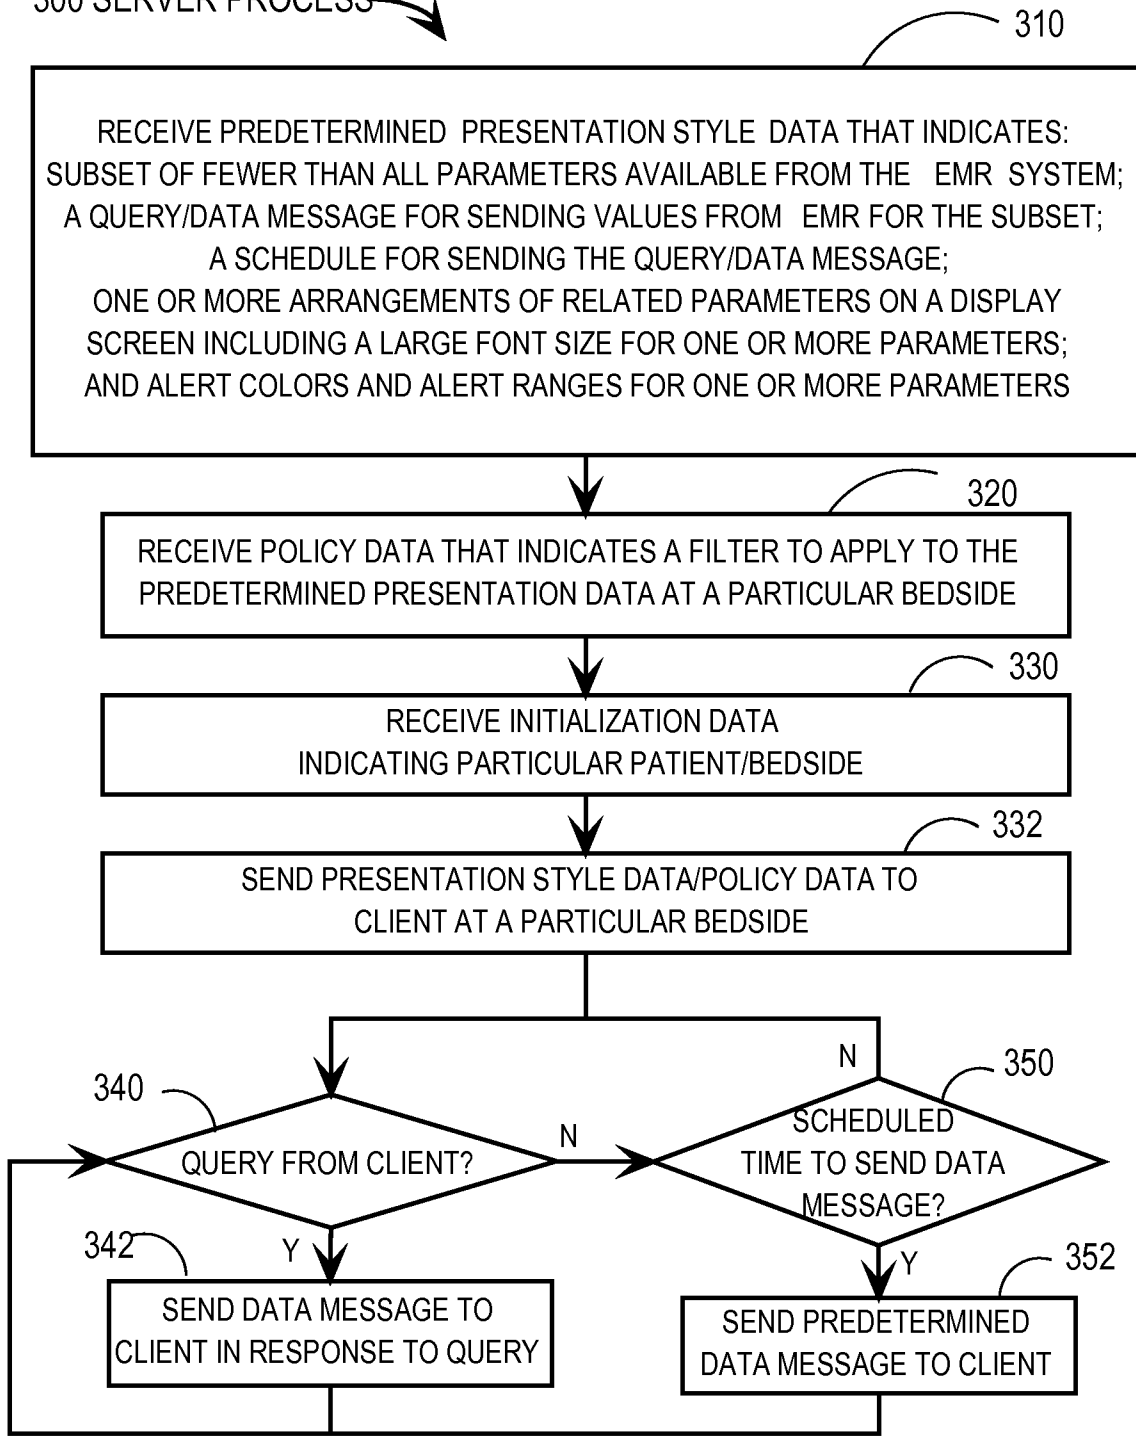 300 SERVER PROCESS
310
RECEIVE PREDETERMINED PRESENTATION STYLE DATA THAT INDICATES:
SUBSET OF FEWER THAN ALL PARAMETERS AVAILABLE FROM THE EMR SYSTEM;
A QUERY/DATA MESSAGE FOR SENDING VALUES FROM EMR FOR THE SUBSET;
A SCHEDULE FOR SENDING THE QUERY/DATA MESSAGE;
ONE OR MORE ARRANGEMENTS OF RELATED PARAMETERS ON A DISPLAY
SCREEN INCLUDING A LARGE FONT SIZE FOR ONE OR MORE PARAMETERS;
AND ALERT COLORS AND ALERT RANGES FOR ONE OR MORE PARAMETERS
320
RECEIVE POLICY DATA THAT INDICATES A FILTER TO APPLY TO THE
PREDETERMINED PRESENTATION DATA AT A PARTICULAR BEDSIDE
330
RECEIVE INITIALIZATION DATA
INDICATING PARTICULAR PATIENT/BEDSIDE
332
SEND PRESENTATION STYLE DATA/POLICY DATA TO
CLIENT AT A PARTICULAR BEDSIDE
340
QUERY FROM CLIENT?
N
Y
N
350
SCHEDULED
TIME TO SEND DATA
MESSAGE?
Y
342
SEND DATA MESSAGE TO
CLIENT IN RESPONSE TO QUERY
352
SEND PREDETERMINED
DATA MESSAGE TO CLIENT